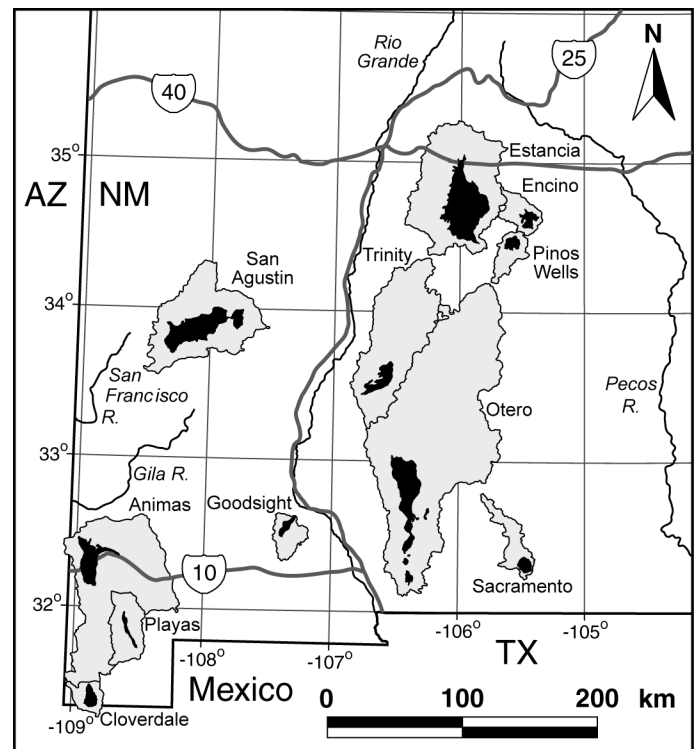 Rio
Grande
N
25
40
35°
Estancia
AZ NM
Encino
San
Agustin
Trinity
Pinos
Wells
34°
San
Francisco
R.
Pecos
R.
Otero
33°
Gila R.
Animas
Goodsight
10
Sacramento
32°
Playas
-108°
-107°
-106°
-105°
TX
Mexico
0 100 200 km
-109°
Cloverdale